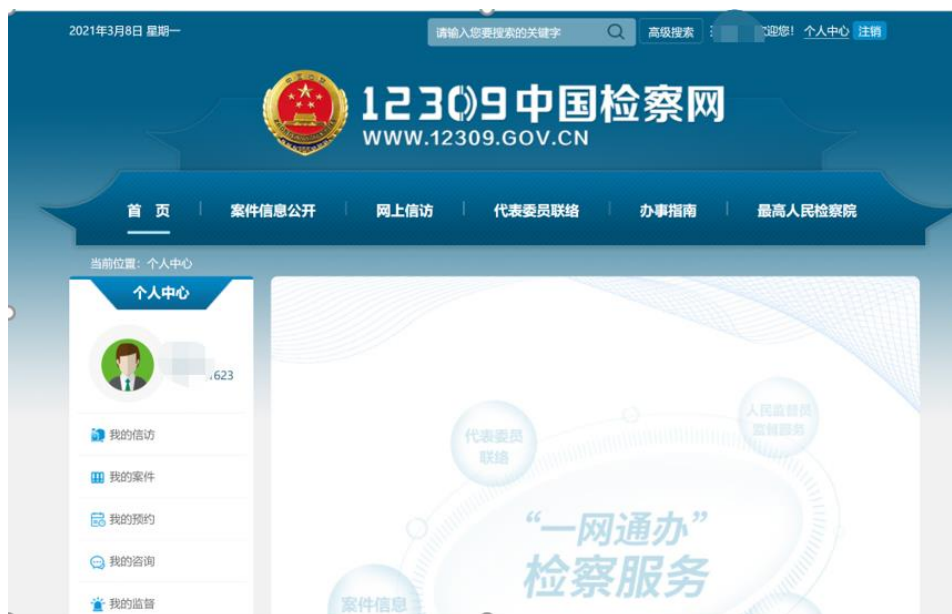 2021年3月8日 星期一
请输入您要搜索的关键字
高级搜索
迎您! 个人中心 注销
12309中国检察网
WWW.12309.GOV.CN
首 页 案件信息公开 网上信访 代表委员联络 办事指南 最高人民检察院
当前位置: 个人中心
个人中心
623
我的信访
我的案件
我的预约
我的咨询
我的监督
人民监督员
监督服务
代表委员
联络
“一网通办”
检察服务
案件信息